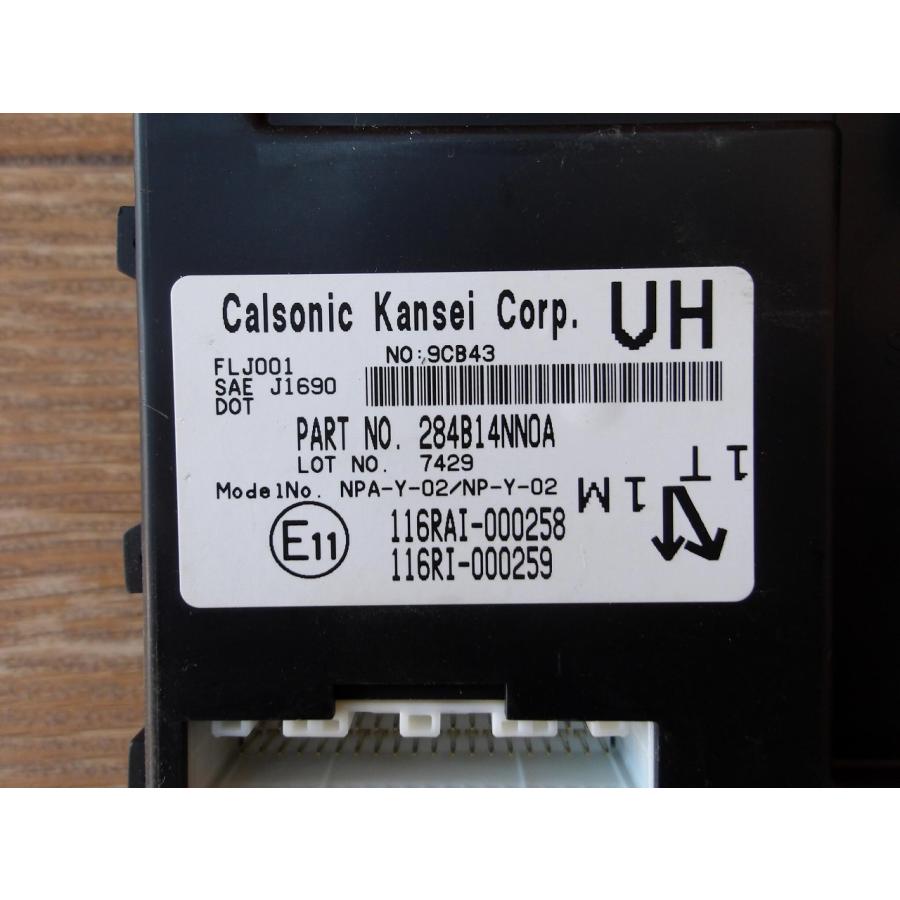 Calsonic Kansei Corp. VH
NO:9CB43
FLJ001
SAE J1690
DOT
PART NO. 284B14NN0A
LOT NO. 7429
ModelNo. NPA-Y-02/NP-Y-02
1M
1T
E11
116RAI-000258
116RI-000259